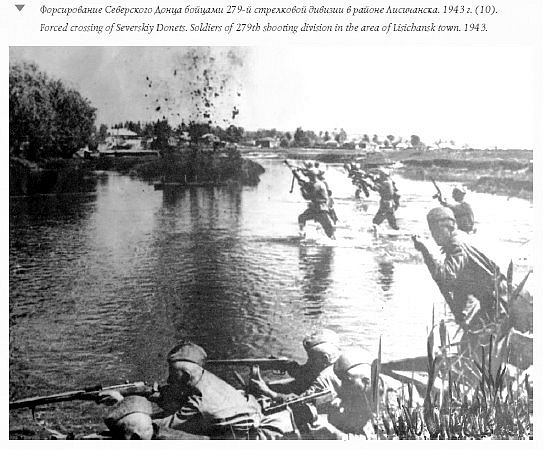 Форсирование Северского Донца бойцами 279-й стрелковой дивизии в районе Лисичанска. 1943 г. (10).
Forced crossing of Severskiy Donets. Soldiers of 279th shooting division in the area of Lisichansk town. 1943.